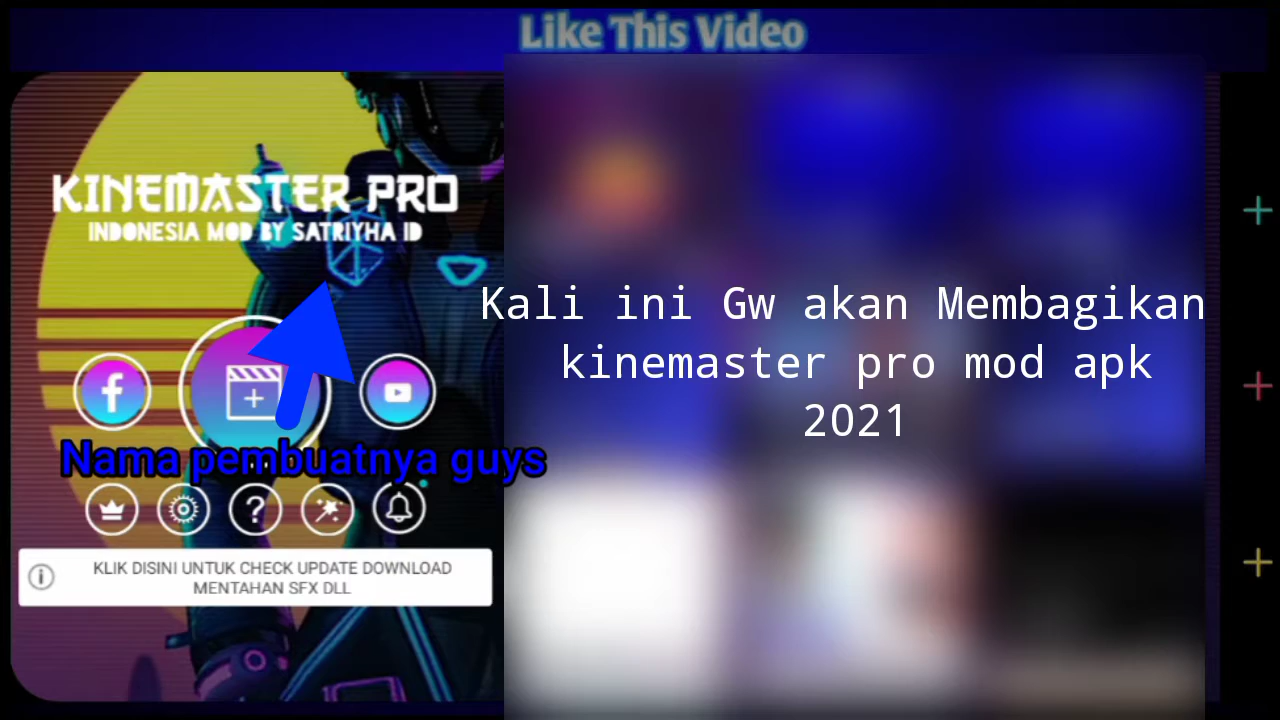 Like This Video
KINEMASTER PRO
INDONESIA MOD BY SATRIYHA ID
Kali ini Gw akan Membagikan
kinemaster pro mod apk
2021
Nama pembuatnya guys
KLIK DISINI UNTUK CHECK UPDATE DOWNLOAD
MENTAHAN SFX DLL